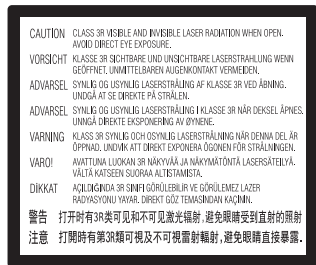 CAUTION CLASS 3R VISIBLE AND INVISIBLE LASER RADIATION WHEN OPEN.
AVOID DIRECT EYE EXPOSURE.
VORSICHT KLASSE 3R SICHTBARE UND UNSICHTBARE LASERSTRAHLUNG WENN
GEÖFFNET. UNMITTELBAREN AUGENKONTAKT VERMEIDEN.
ADVARSEL SYNLIG OG USYNLIG LASERSTRÅLING AF KLASSE 3R VED ÅBNING.
UNDGÅ AT SE DIREKTE PÅ STRÅLEN.
ADVARSEL SYNLIG OG USYNLIG LASERSTRÅLING I KLASSE 3R NÅR DEKSEL ÅPNES.
UNNGÅ DIREKTE EKSPONERING AV ØYNENE.
VARNING KLASS 3R SYNLIG OCH OSYNLIG LASERSTRÅLNING NÄR DENNA DEL ÄR
ÖPPNAD. UNDVIK ATT DIREKT EXPONERA ÖGONEN FÖR STRÅLNINGEN.
VARO! AVATTUNA LUOKAN 3R NÄKYVÄÄ JA NÄKYMÄTÖNTÄ LASERSÄTEILYÄ.
VÄLTÄ KATSEEN SUORAA ALTISTAMISTA.
DİKKAT AÇILDIĞINDA 3R SINIFI GÖRÜLEBİLİR VE GÖRÜLEMEZ LAZER
RADYASYONU YAYAR. DİREKT GÖZ TEMASINDAN KAÇININ.
警告 打开时有3R类可见和不可见激光辐射,避免眼睛受到直射的照射
注意 打開時有第3R類可視及不可視雷射輻射,避免眼睛直接暴露.